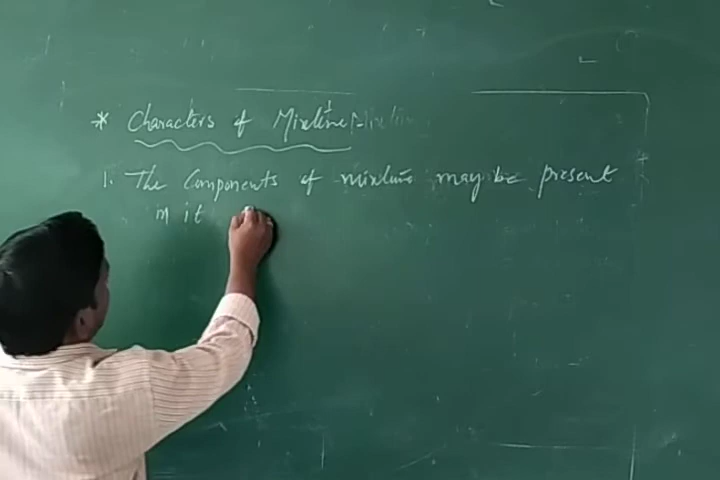 * Characters of Mixture
1. The Components of mixture may be present
in it